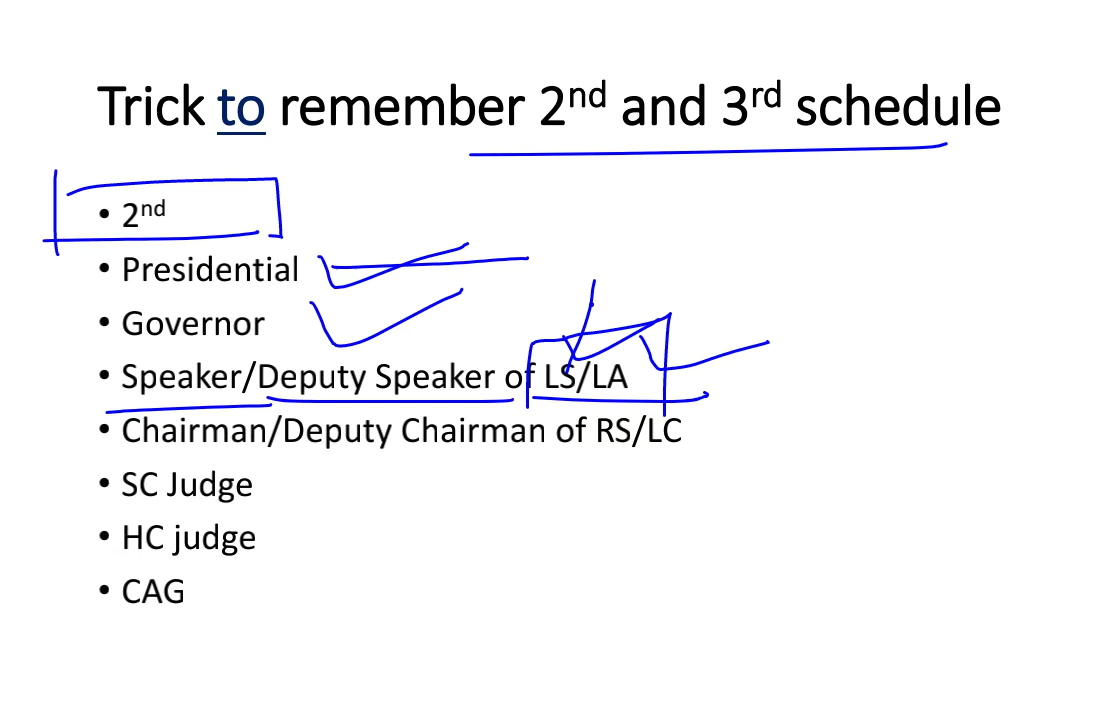 Trick to remember 2nd and 3rd schedule
• 2nd
• Presidential
• Governor
• Speaker/Deputy Speaker of LS/LA
• Chairman/Deputy Chairman of RS/LC
• SC Judge
• HC judge
• CAG